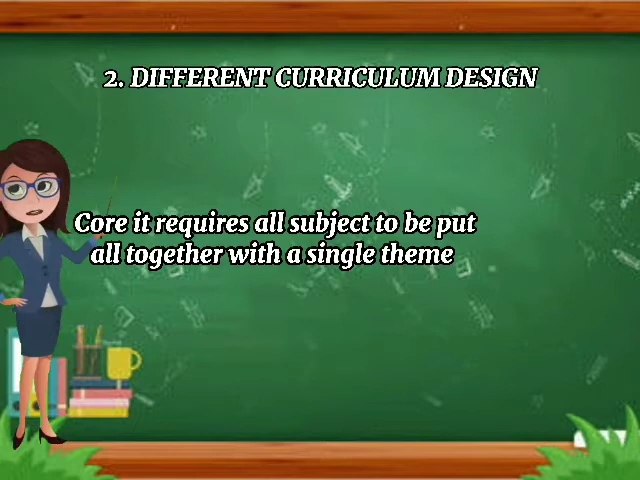 2. DIFFERENT CURRICULUM DESIGN
Core it requires all subject to be put
all together with a single theme